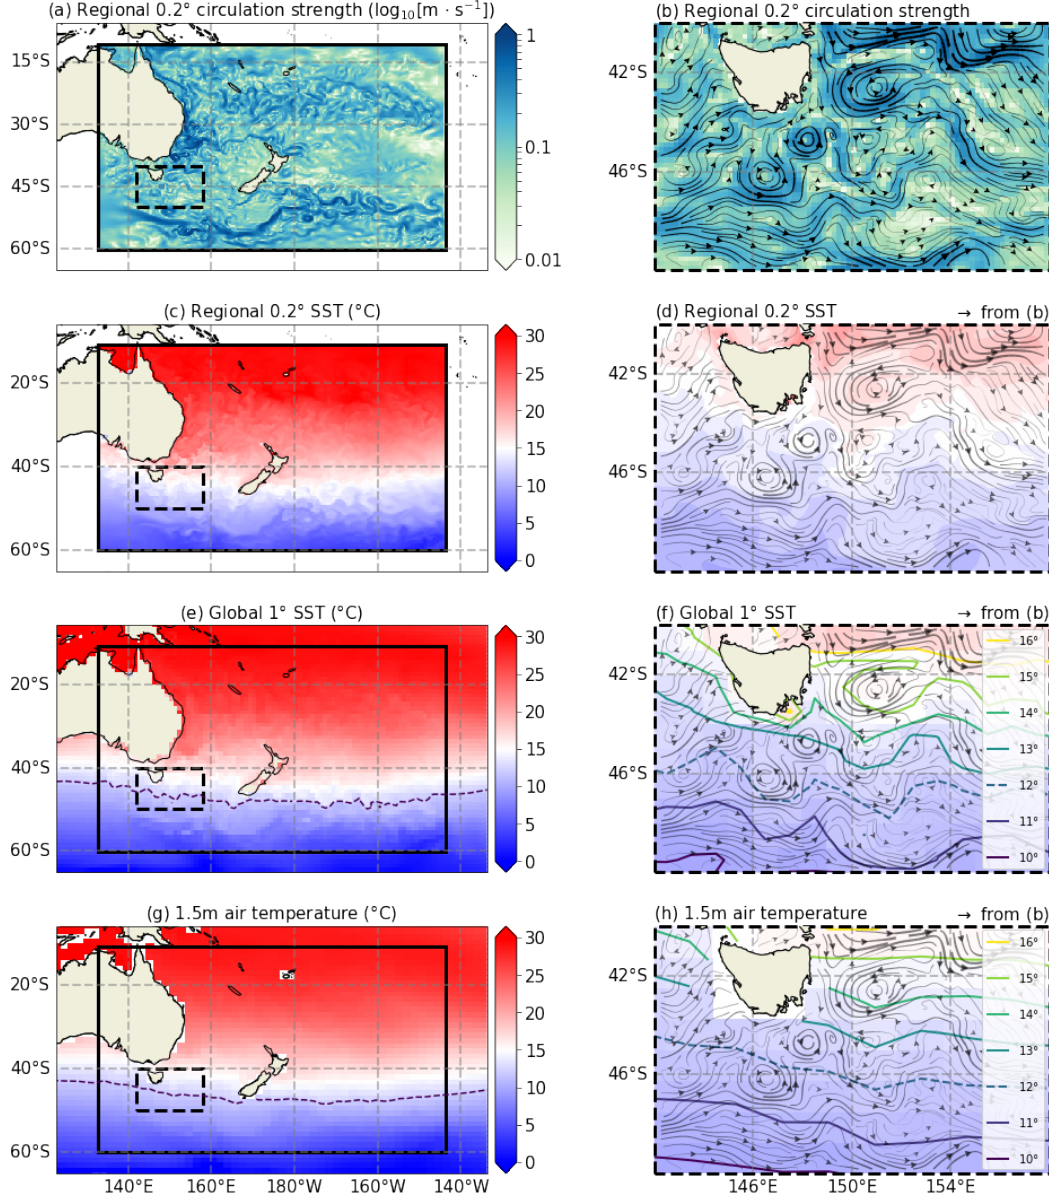 (a) Regional 0.2° circulation strength (log₁₀[m · s⁻¹])
15°S
30°S
45°S
60°S
1
0.1
0.01
(b) Regional 0.2° circulation strength
42°S
46°S
(c) Regional 0.2° SST (°C)
20°S
40°S
60°S
30
25
20
15
10
5
0
(d) Regional 0.2° SST → from (b)
42°S
46°S
(e) Global 1° SST (°C)
20°S
40°S
60°S
30
25
20
15
10
5
0
(f) Global 1° SST → from (b)
42°S
46°S
16°
15°
14°
13°
12°
11°
10°
(g) 1.5m air temperature (°C)
20°S
40°S
60°S
140°E 160°E 180°W 160°W 140°W
30
25
20
15
10
5
0
(h) 1.5m air temperature → from (b)
42°S
46°S
16°
15°
14°
13°
12°
11°
10°
146°E 150°E 154°E